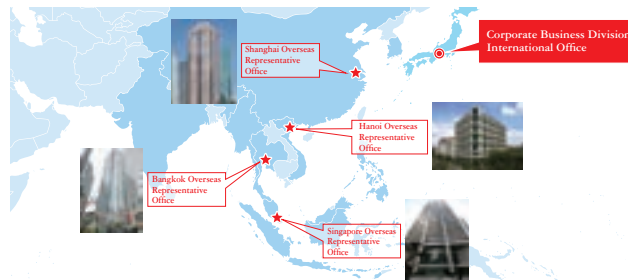 Corporate Business Division
International Office
Shanghai Overseas
Representative
Office
Hanoi Overseas
Representative
Office
Bangkok Overseas
Representative
Office
Singapore Overseas
Representative
Office